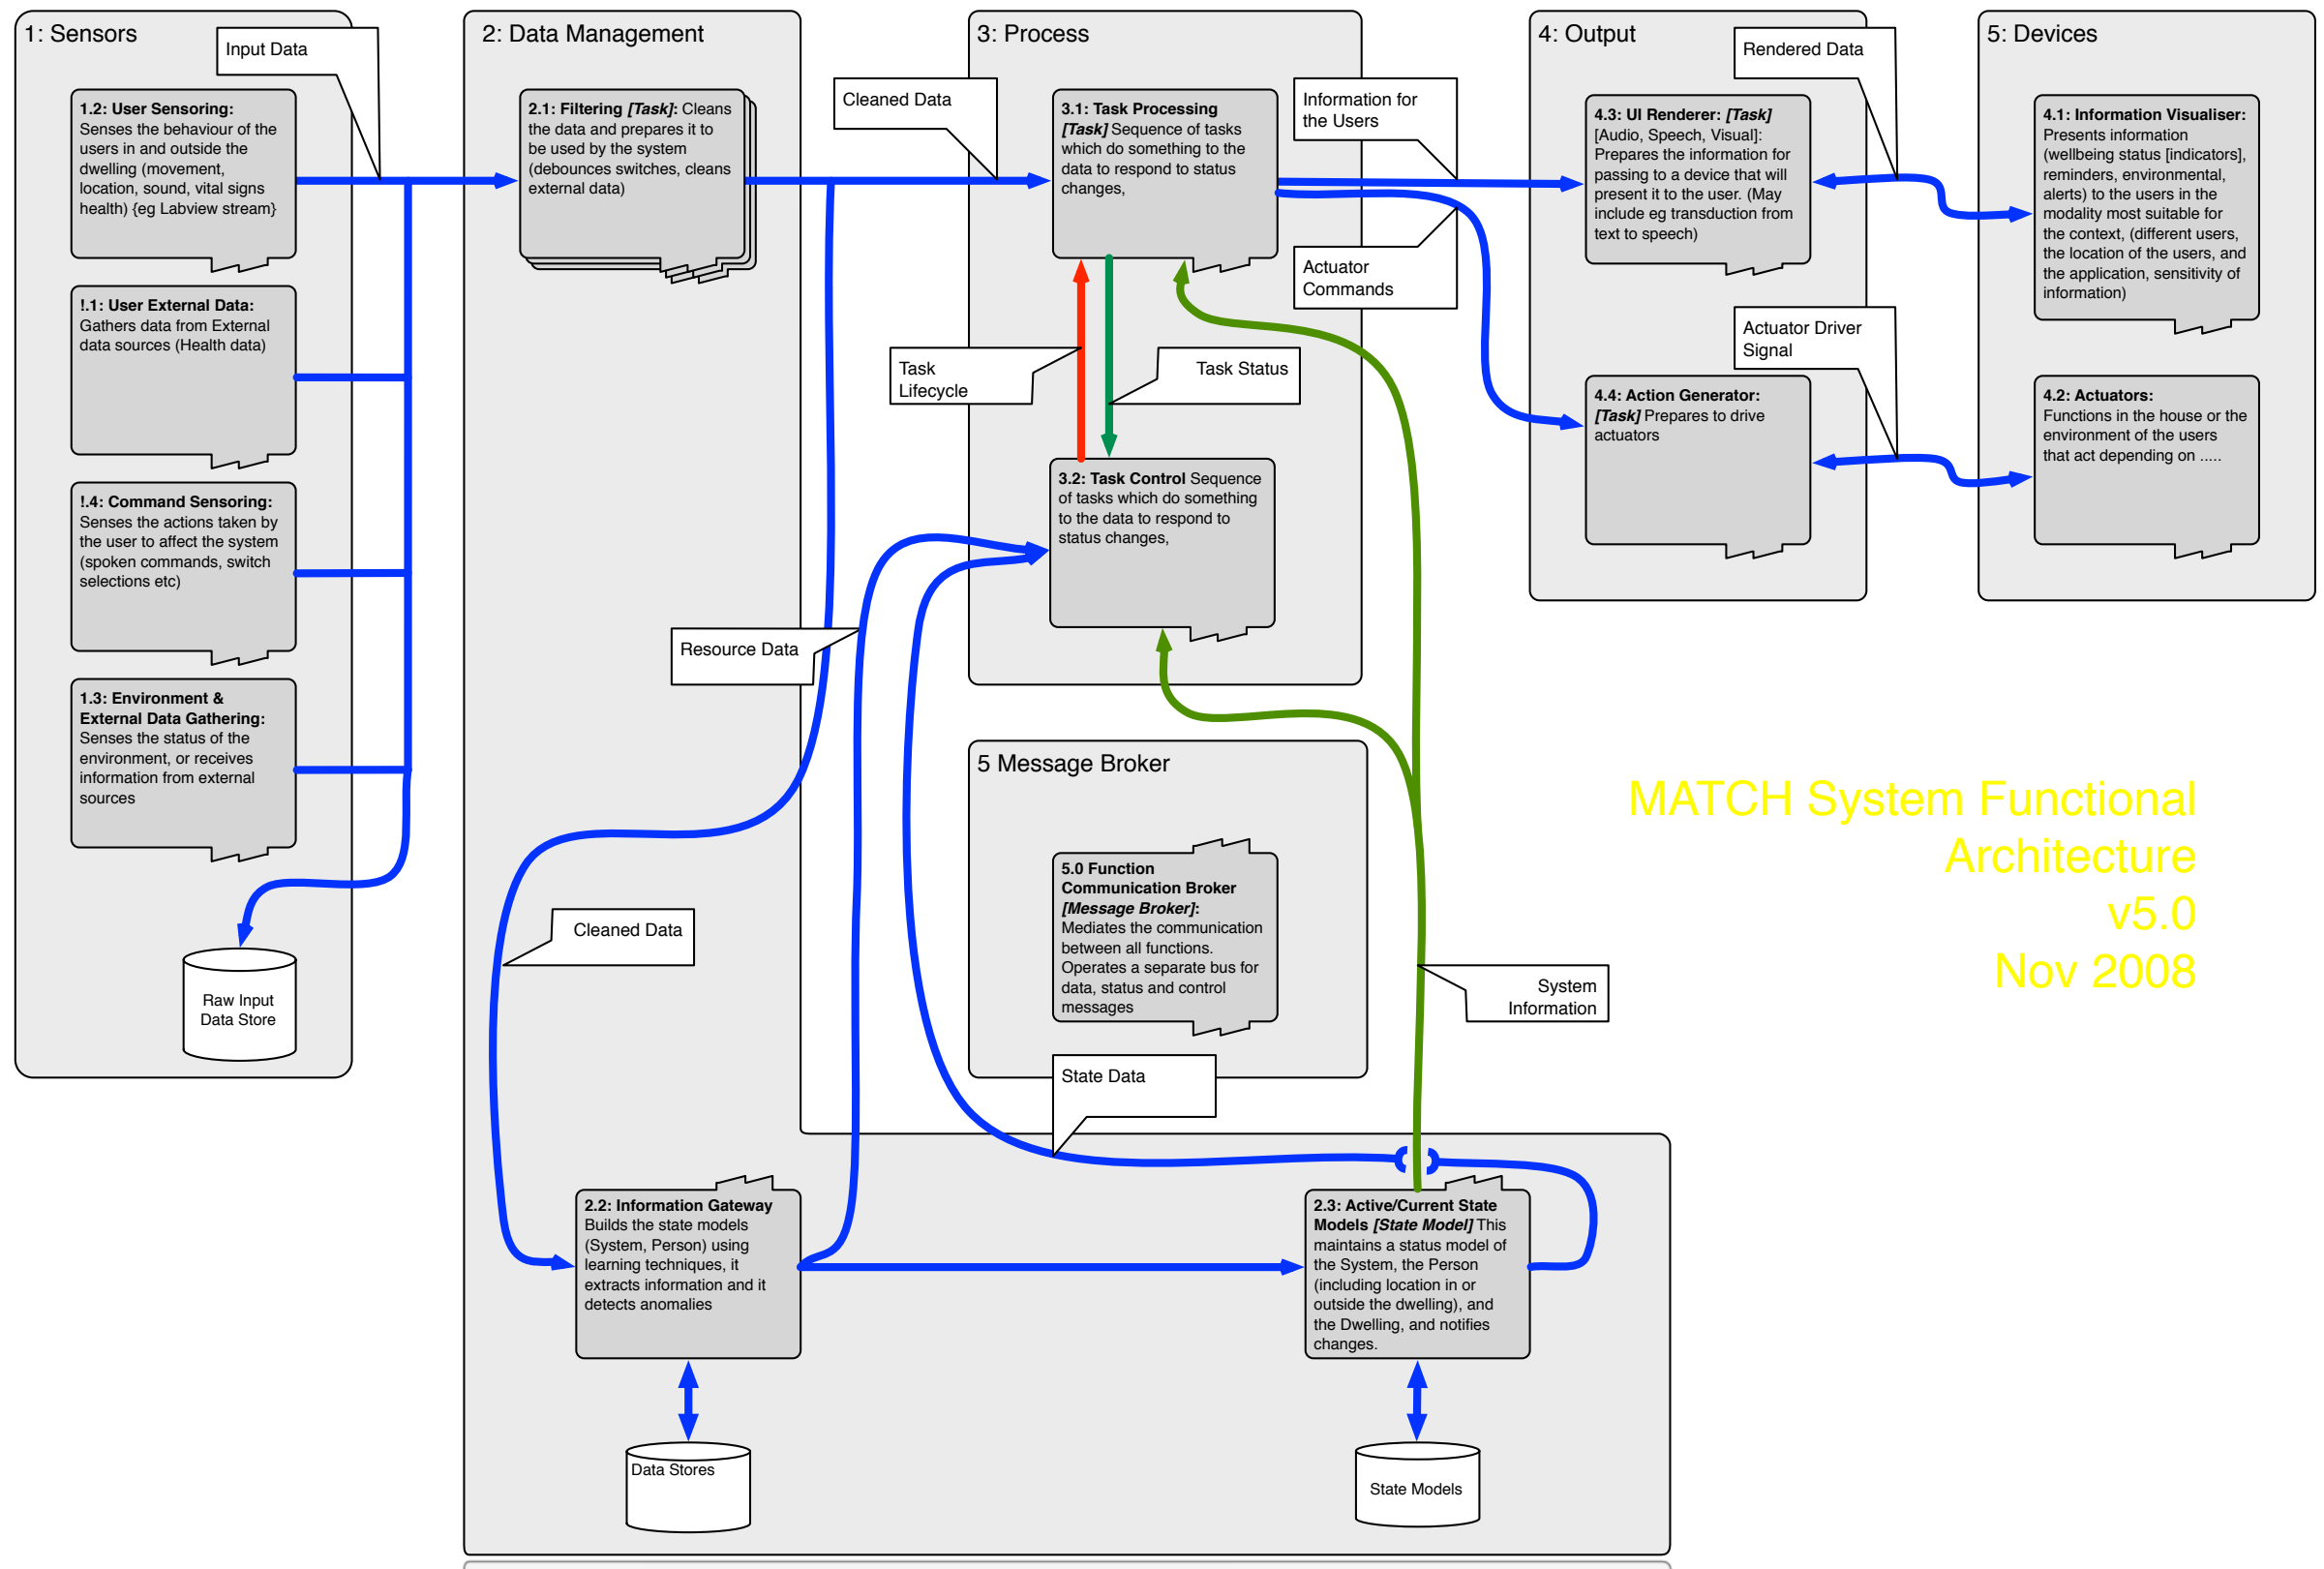 1: Sensors
Input Data
1.2: User Sensoring:
Senses the behaviour of the
users in and outside the
dwelling (movement,
location, sound, vital signs
health) {eg Labview stream}
!.1: User External Data:
Gathers data from External
data sources (Health data)
!.4: Command Sensoring:
Senses the actions taken by
the user to affect the system
(spoken commands, switch
selections etc)
1.3: Environment &
External Data Gathering:
Senses the status of the
environment, or receives
information from external
sources
Raw Input
Data Store
2: Data Management
2.1: Filtering [Task]: Cleans
the data and prepares it to
be used by the system
(debounces switches, cleans
external data)
Cleaned Data
Resource Data
Cleaned Data
2.2: Information Gateway
Builds the state models
(System, Person) using
learning techniques, it
extracts information and it
detects anomalies
Data Stores
3: Process
3.1: Task Processing
[Task] Sequence of tasks
which do something to the
data to respond to status
changes,
Information for
the Users
Actuator
Commands
Task
Lifecycle
Task Status
3.2: Task Control Sequence
of tasks which do something
to the data to respond to
status changes,
5 Message Broker
5.0 Function
Communication Broker
[Message Broker]:
Mediates the communication
between all functions.
Operates a separate bus for
data, status and control
messages
State Data
System
Information
2.3: Active/Current State
Models [State Model] This
maintains a status model of
the System, the Person
(including location in or
outside the dwelling), and
the Dwelling, and notifies
changes.
State Models
4: Output
Rendered Data
4.3: UI Renderer: [Task]
[Audio, Speech, Visual]:
Prepares the information for
passing to a device that will
present it to the user. (May
include eg transduction from
text to speech)
Actuator Driver
Signal
4.4: Action Generator:
[Task] Prepares to drive
actuators
5: Devices
4.1: Information Visualiser:
Presents information
(wellbeing status [indicators],
reminders, environmental,
alerts) to the users in the
modality most suitable for
the context, (different users,
the location of the users, and
the application, sensitivity of
information)
4.2: Actuators:
Functions in the house or the
environment of the users
that act depending on .....
MATCH System Functional
Architecture
v5.0
Nov 2008